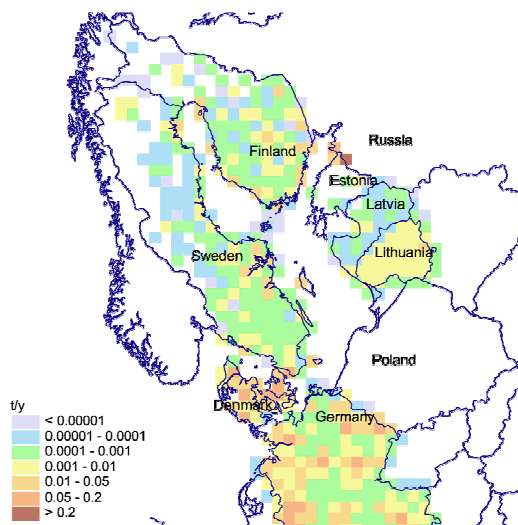 Russia
Finland
Estonia
Latvia
Lithuania
Sweden
Poland
Denmark
Germany
t/y
< 0.00001
0.00001 - 0.0001
0.0001 - 0.001
0.001 - 0.01
0.01 - 0.05
0.05 - 0.2
> 0.2